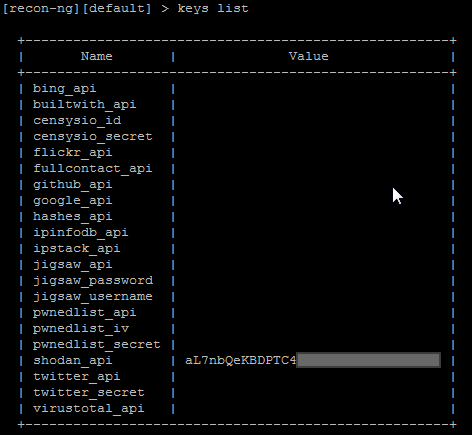 [recon-ng][default] > keys list
+-----------------------------------------------------+
| Name | Value |
+-----------------------------------------------------+
| bing_api | |
| builtwith_api | |
| censysio_id | |
| censysio_secret | |
| flickr_api | |
| fullcontact_api | |
| github_api | |
| google_api | |
| hashes_api | |
| ipinfodb_api | |
| ipstack_api | |
| jigsaw_api | |
| jigsaw_password | |
| jigsaw_username | |
| pwnedlist_api | |
| pwnedlist_iv | |
| pwnedlist_secret | |
| shodan_api | aL7nbQeKBDPTC4 |
| twitter_api | |
| twitter_secret | |
| virustotal_api | |
+-----------------------------------------------------+